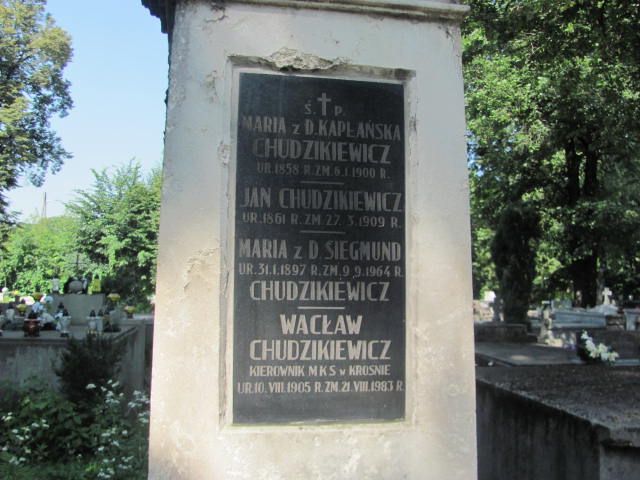 Ś. P.
MARIA z D. KAPŁAŃSKA
CHUDZIKIEWICZ
UR. 1858 R. ZM. 6. I. 1900 R.
JAN CHUDZIKIEWICZ
UR. 1861 R. ZM. 27. 3. 1909 R.
MARIA z D. SIEGMUND
UR. 31. I. 1897 R. ZM. 9. 9. 1964 R.
CHUDZIKIEWICZ
WACŁAW
CHUDZIKIEWICZ
KIEROWNIK MKS w KROŚNIE
UR. 10. VIII. 1905 R. ZM. 21. VIII. 1983 R.